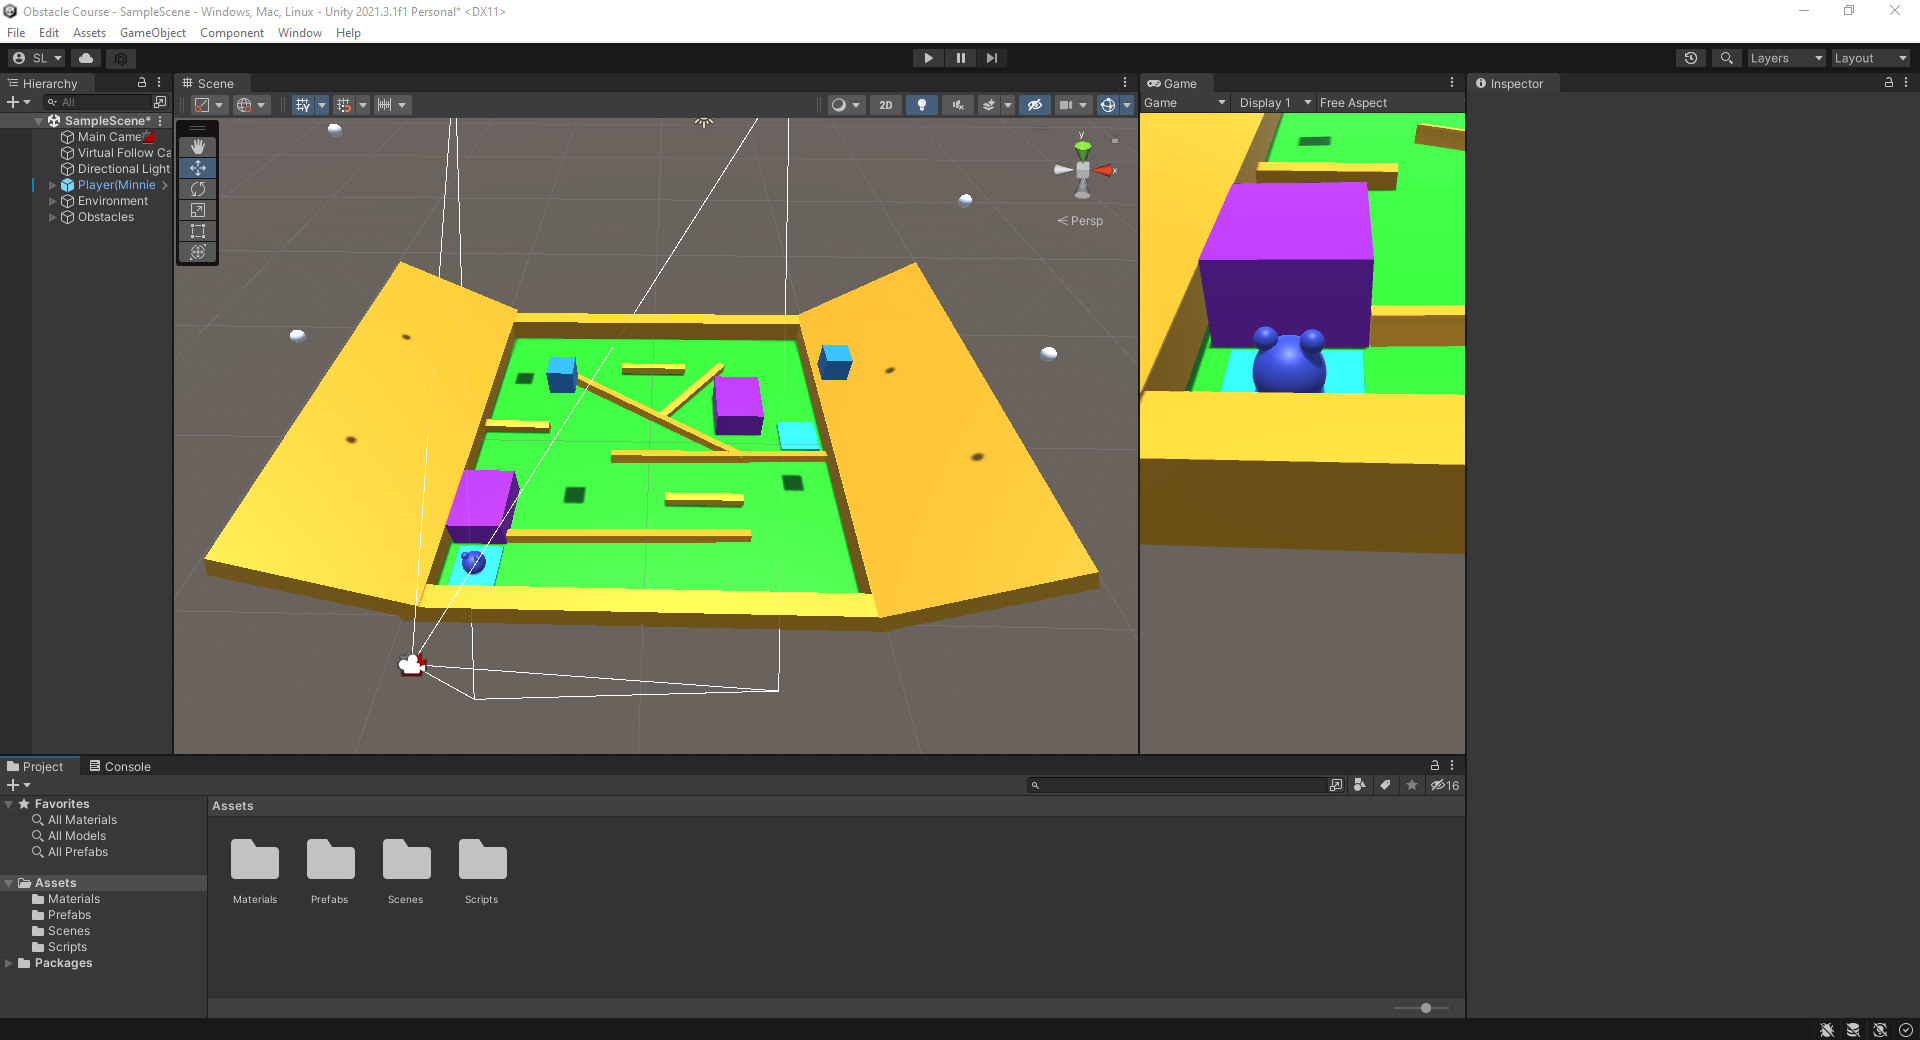 Obstacle Course - SampleScene - Windows, Mac, Linux - Unity 2021.3.1f1 Personal* <DX11>
File Edit Assets GameObject Component Window Help
SL Layers Layout
Hierarchy
All
SampleScene*
Main Came
Virtual Follow Ca
Directional Light
Player(Minnie
Environment
Obstacles
Scene
2D
y
x
Persp
Game
Game Display 1 Free Aspect
Inspector
Project Console
16
Favorites
All Materials
All Models
All Prefabs
Assets
Materials
Prefabs
Scenes
Scripts
Packages
Assets
Materials Prefabs Scenes Scripts